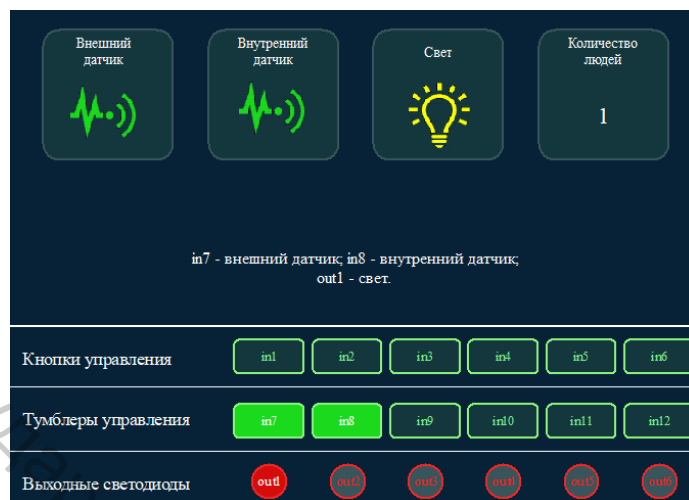 Внешний
датчик
Внутренний
датчик
Свет
Количество
людей
1
in7 - внешний датчик; in8 - внутренний датчик;
out1 - свет.
Кнопки управления in1 in2 in3 in4 in5 in6
Тумблеры управления in7 in8 in9 in10 in11 in12
Выходные светодиоды out1 out2 out3 out4 out5 out6